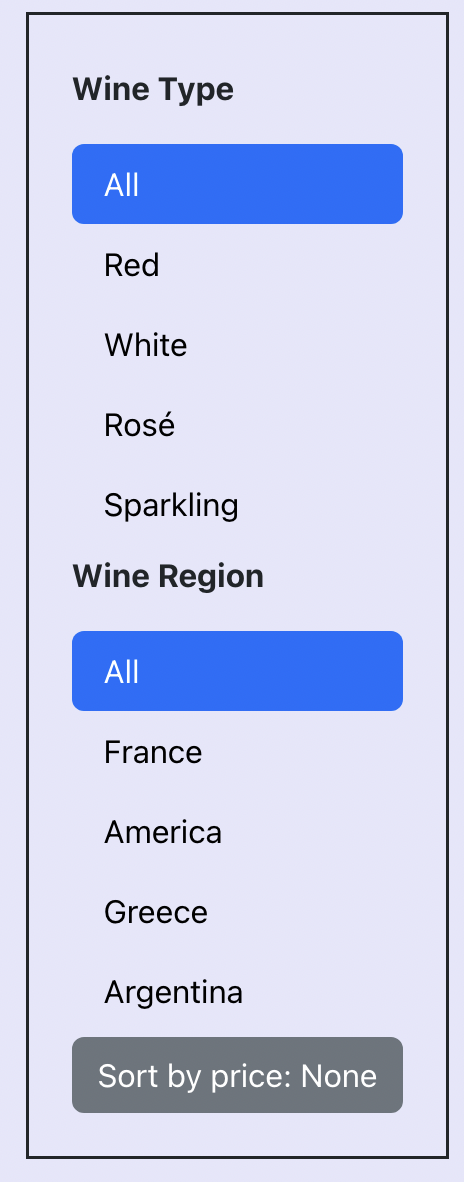 Wine Type
All
Red
White
Rosé
Sparkling
Wine Region
All
France
America
Greece
Argentina
Sort by price: None